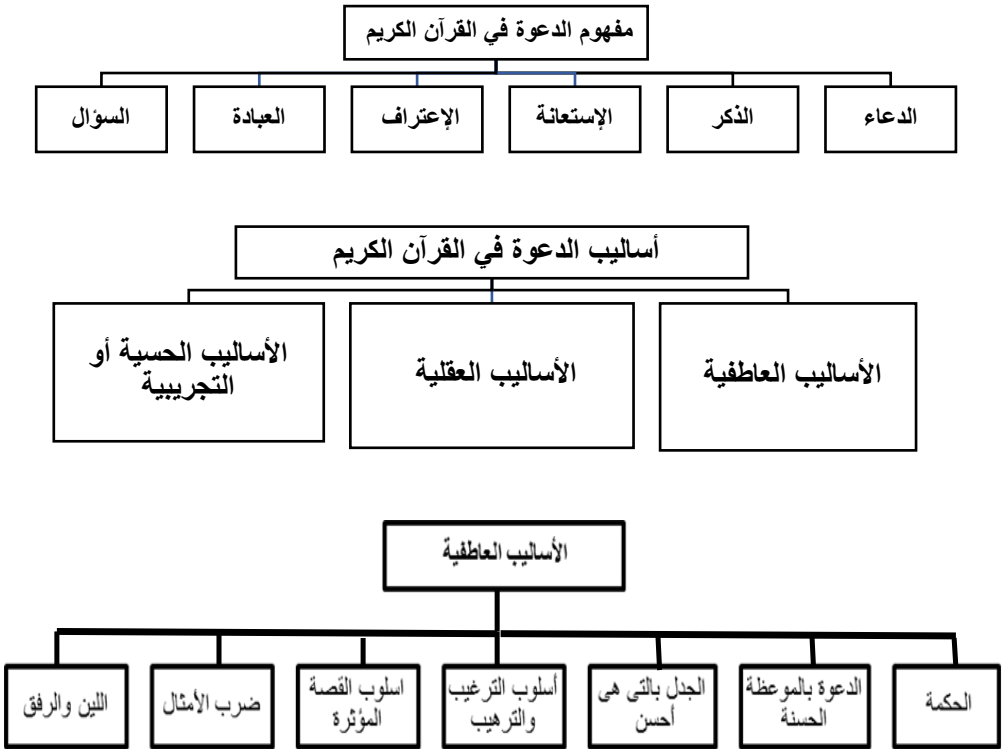 مفهوم الدعوة في القرآن الكريم
الدعاء
الذكر
الإستعانة
الإعتراف
العبادة
السؤال
أساليب الدعوة في القرآن الكريم
الأساليب العاطفية
الأساليب العقلية
الأساليب الحسية أو
التجريبية
الأساليب العاطفية
الحكمة
الدعوة بالموعظة
الحسنة
الجدل بالتى هى
أحسن
أسلوب الترغيب
والترهيب
اسلوب القصة
المؤثرة
ضرب الأمثال
اللين والرفق